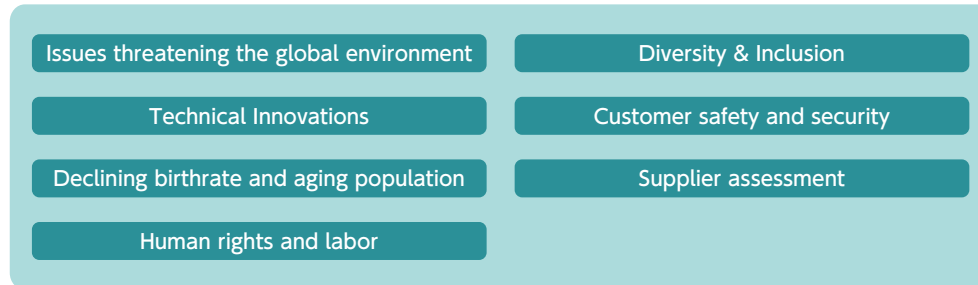 Issues threatening the global environment
Technical Innovations
Declining birthrate and aging population
Human rights and labor
Diversity & Inclusion
Customer safety and security
Supplier assessment